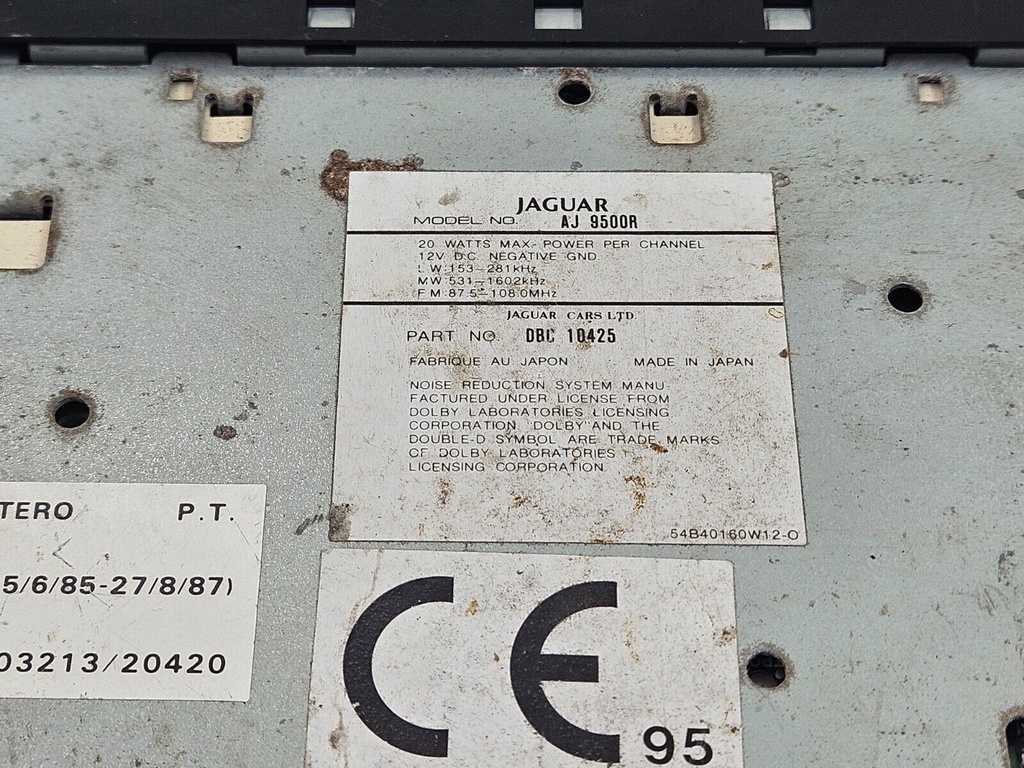 JAGUAR
MODEL NO. AJ 9500R
20 WATTS MAX. POWER PER CHANNEL
12V D.C. NEGATIVE GND
L W:153–281kHz
MW:531–1602kHz
F M:87.5–108.0MHz
JAGUAR CARS LTD.
PART NO. DBC 10425
FABRIQUE AU JAPON MADE IN JAPAN
NOISE REDUCTION SYSTEM MANU-
FACTURED UNDER LICENSE FROM
DOLBY LABORATORIES LICENSING
CORPORATION. "DOLBY" AND THE
DOUBLE-D SYMBOL ARE TRADE MARKS
OF DOLBY LABORATORIES
LICENSING CORPORATION.
54B40160W12-O
TERO P.T.
5/6/85-27/8/87)
03213/20420
CE 95